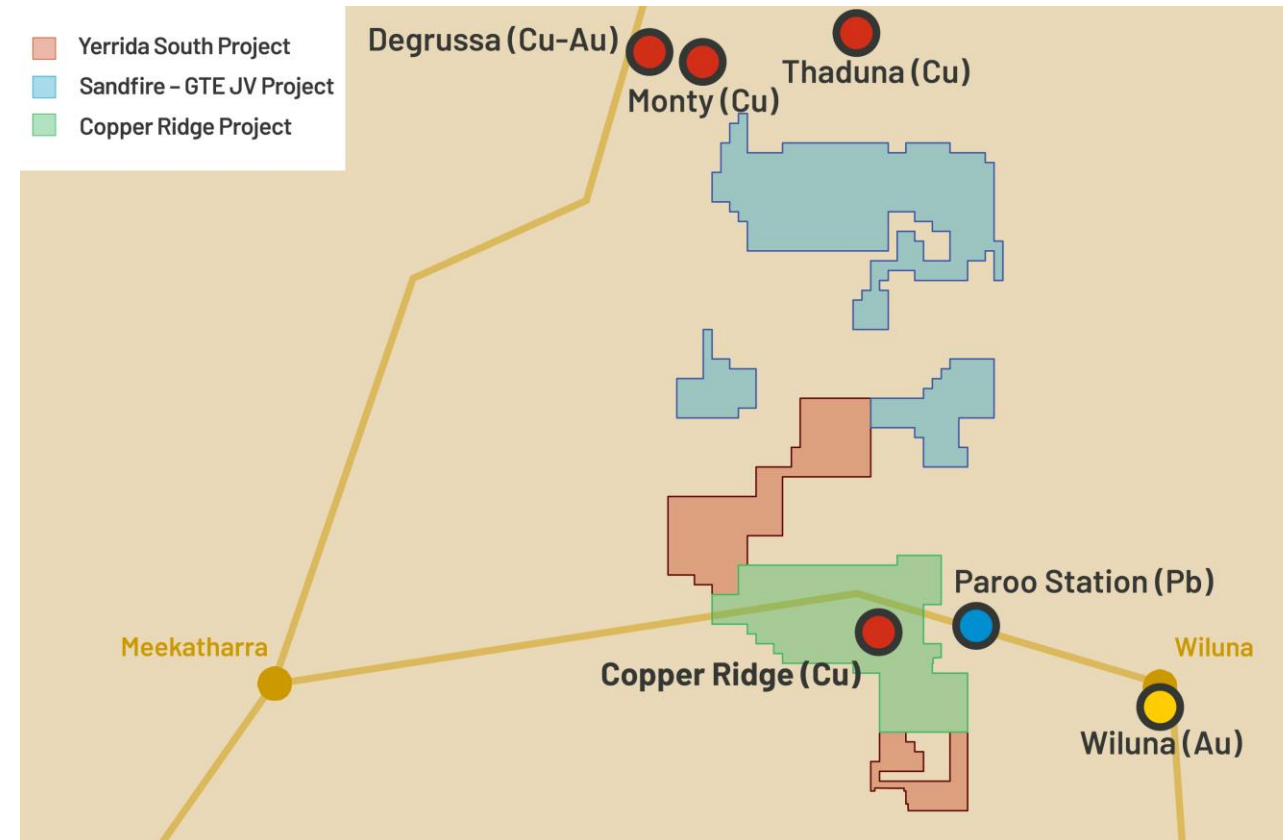 Yerrida South Project
Sandfire – GTE JV Project
Copper Ridge Project
Degrussa (Cu-Au)
Monty (Cu)
Thaduna (Cu)
Paroo Station (Pb)
Meekatharra
Wiluna
Copper Ridge (Cu)
Wiluna (Au)